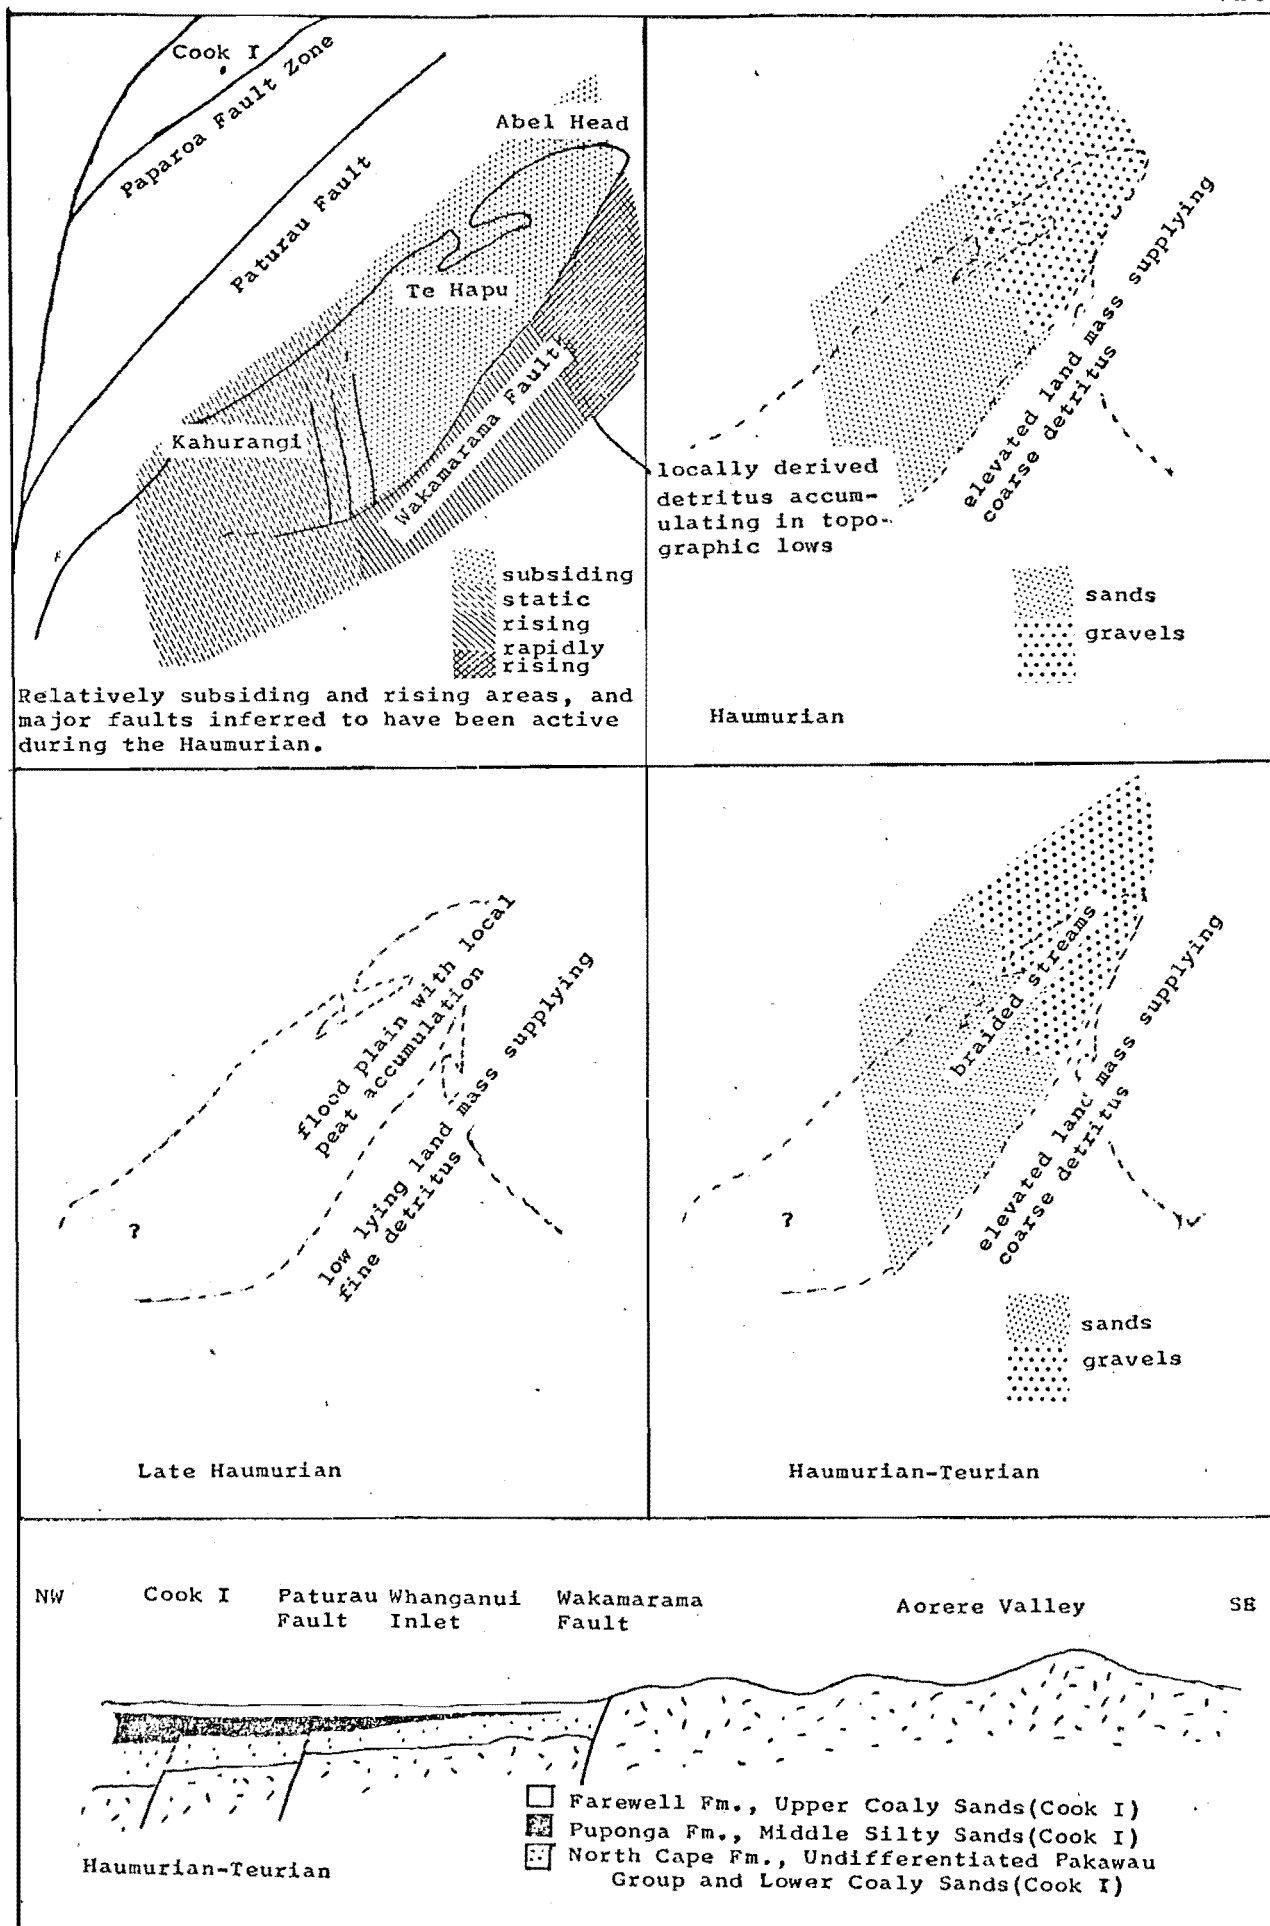 Cook I
Paparoa Fault Zone
Paturau Fault
Abel Head
Te Hapu
Kahurangi
Wakamarama Fault
subsiding
static
rising
rapidly
rising
Relatively subsiding and rising areas, and
major faults inferred to have been active
during the Haumurian.
elevated land mass supplying
coarse detritus
locally derived
detritus accum-
ulating in topo-
graphic lows
sands
gravels
Haumurian
flood plain with local
peat accumulation
low lying land mass supplying
fine detritus
?
Late Haumurian
braided streams
elevated land mass supplying
coarse detritus
?
sands
gravels
Haumurian-Teurian
NW Cook I Paturau Whanganui Wakamarama Aorere Valley SE
Fault Inlet Fault
Farewell Fm., Upper Coaly Sands(Cook I)
Puponga Fm., Middle Silty Sands(Cook I)
North Cape Fm., Undifferentiated Pakawau
Group and Lower Coaly Sands(Cook I)
Haumurian-Teurian